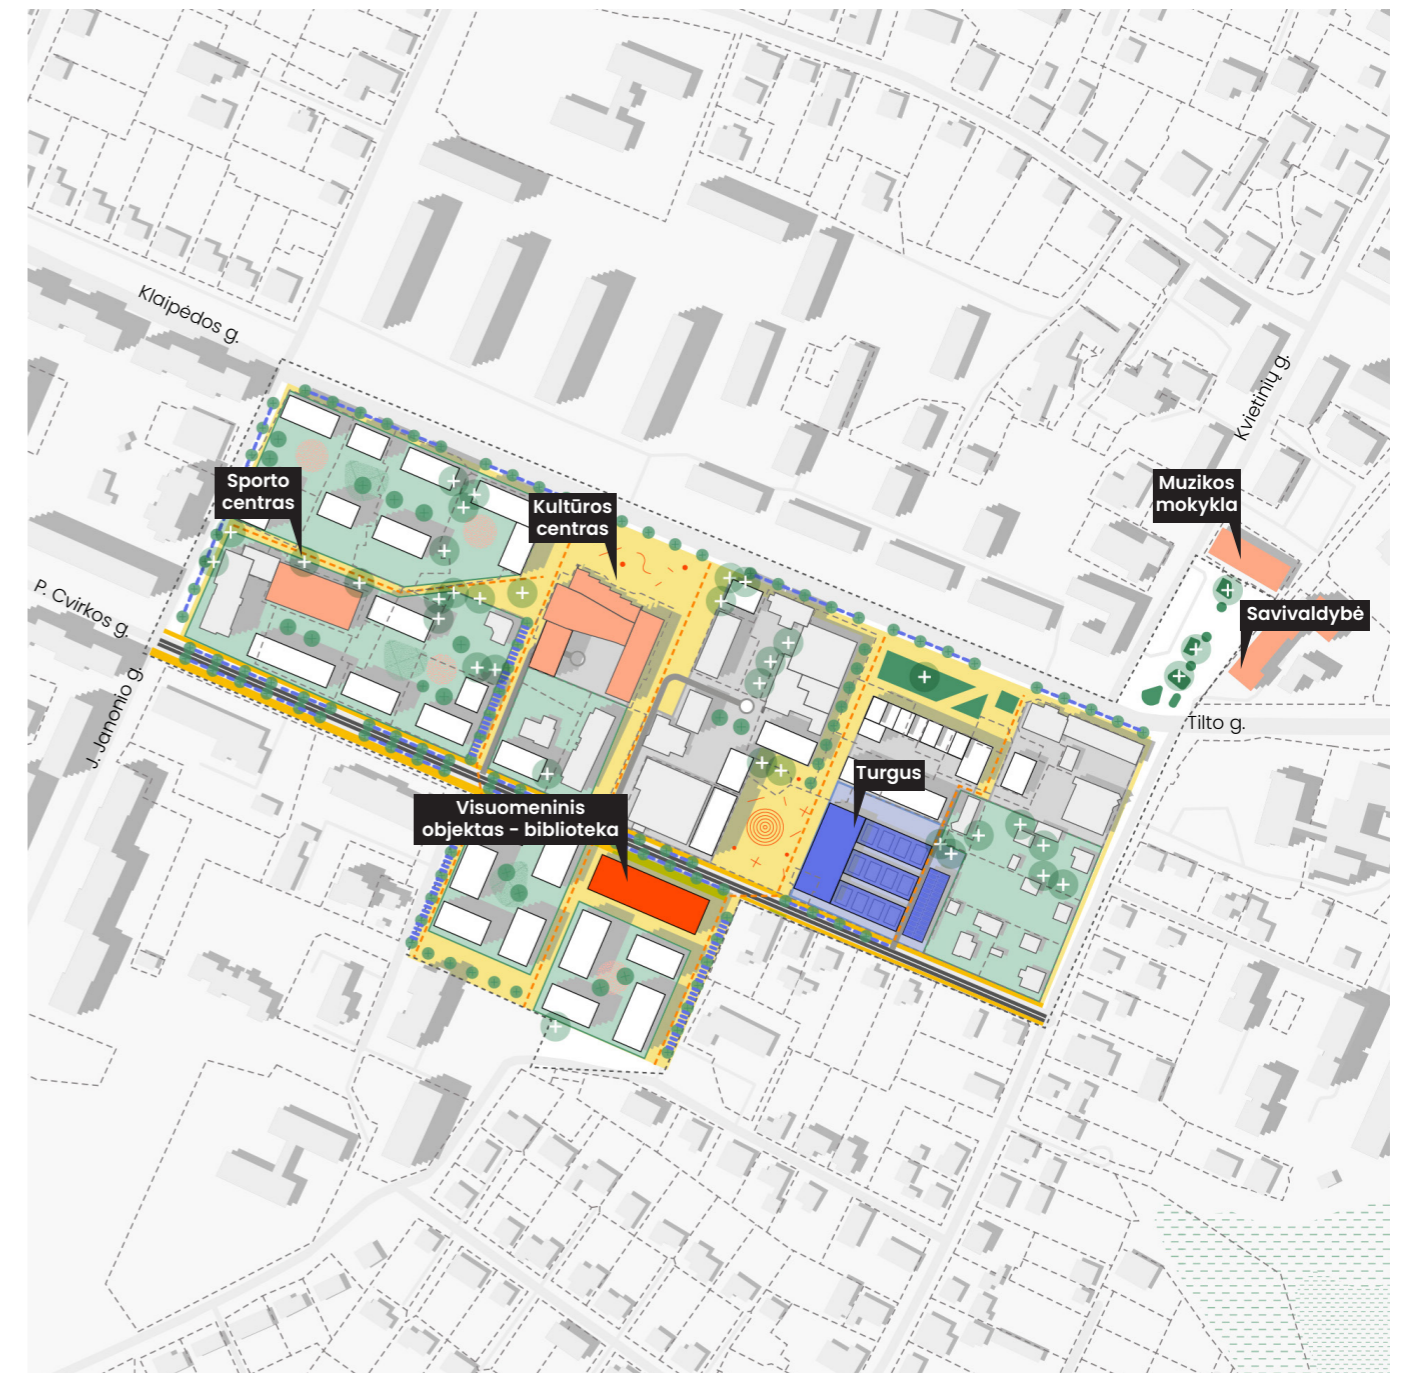 Klaipėdos g.
Kvietinių g.
Sporto
centras
Kultūros
centras
Muzikos
mokykla
P. Cvirkos g.
Savivaldybė
J. Janonio g.
Tilto g.
Turgus
Visuomeninis
objektas - biblioteka